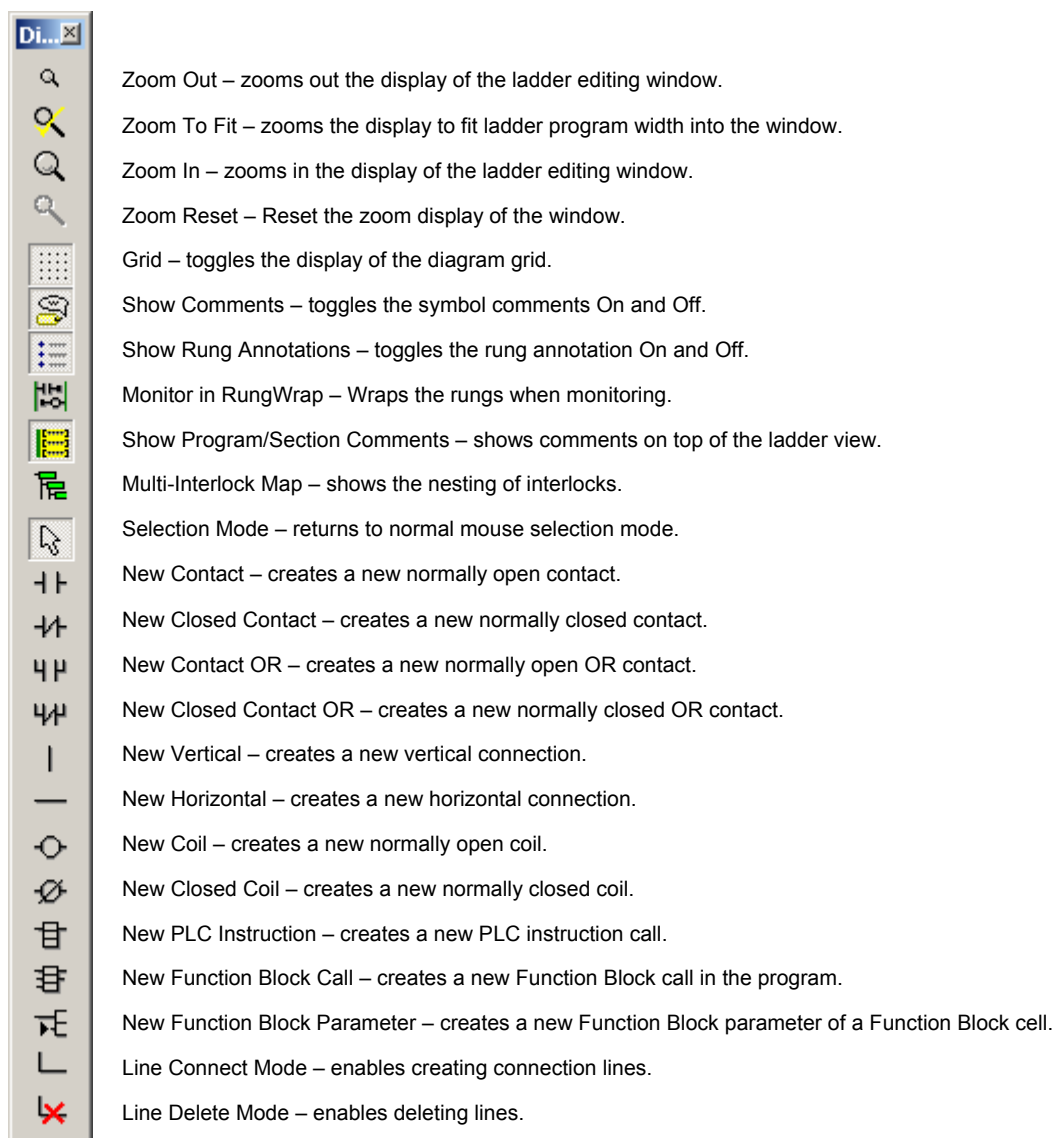 Di...
Zoom Out – zooms out the display of the ladder editing window.
Zoom To Fit – zooms the display to fit ladder program width into the window.
Zoom In – zooms in the display of the ladder editing window.
Zoom Reset – Reset the zoom display of the window.
Grid – toggles the display of the diagram grid.
Show Comments – toggles the symbol comments On and Off.
Show Rung Annotations – toggles the rung annotation On and Off.
Monitor in RungWrap – Wraps the rungs when monitoring.
Show Program/Section Comments – shows comments on top of the ladder view.
Multi-Interlock Map – shows the nesting of interlocks.
Selection Mode – returns to normal mouse selection mode.
New Contact – creates a new normally open contact.
New Closed Contact – creates a new normally closed contact.
New Contact OR – creates a new normally open OR contact.
New Closed Contact OR – creates a new normally closed OR contact.
New Vertical – creates a new vertical connection.
New Horizontal – creates a new horizontal connection.
New Coil – creates a new normally open coil.
New Closed Coil – creates a new normally closed coil.
New PLC Instruction – creates a new PLC instruction call.
New Function Block Call – creates a new Function Block call in the program.
New Function Block Parameter – creates a new Function Block parameter of a Function Block cell.
Line Connect Mode – enables creating connection lines.
Line Delete Mode – enables deleting lines.